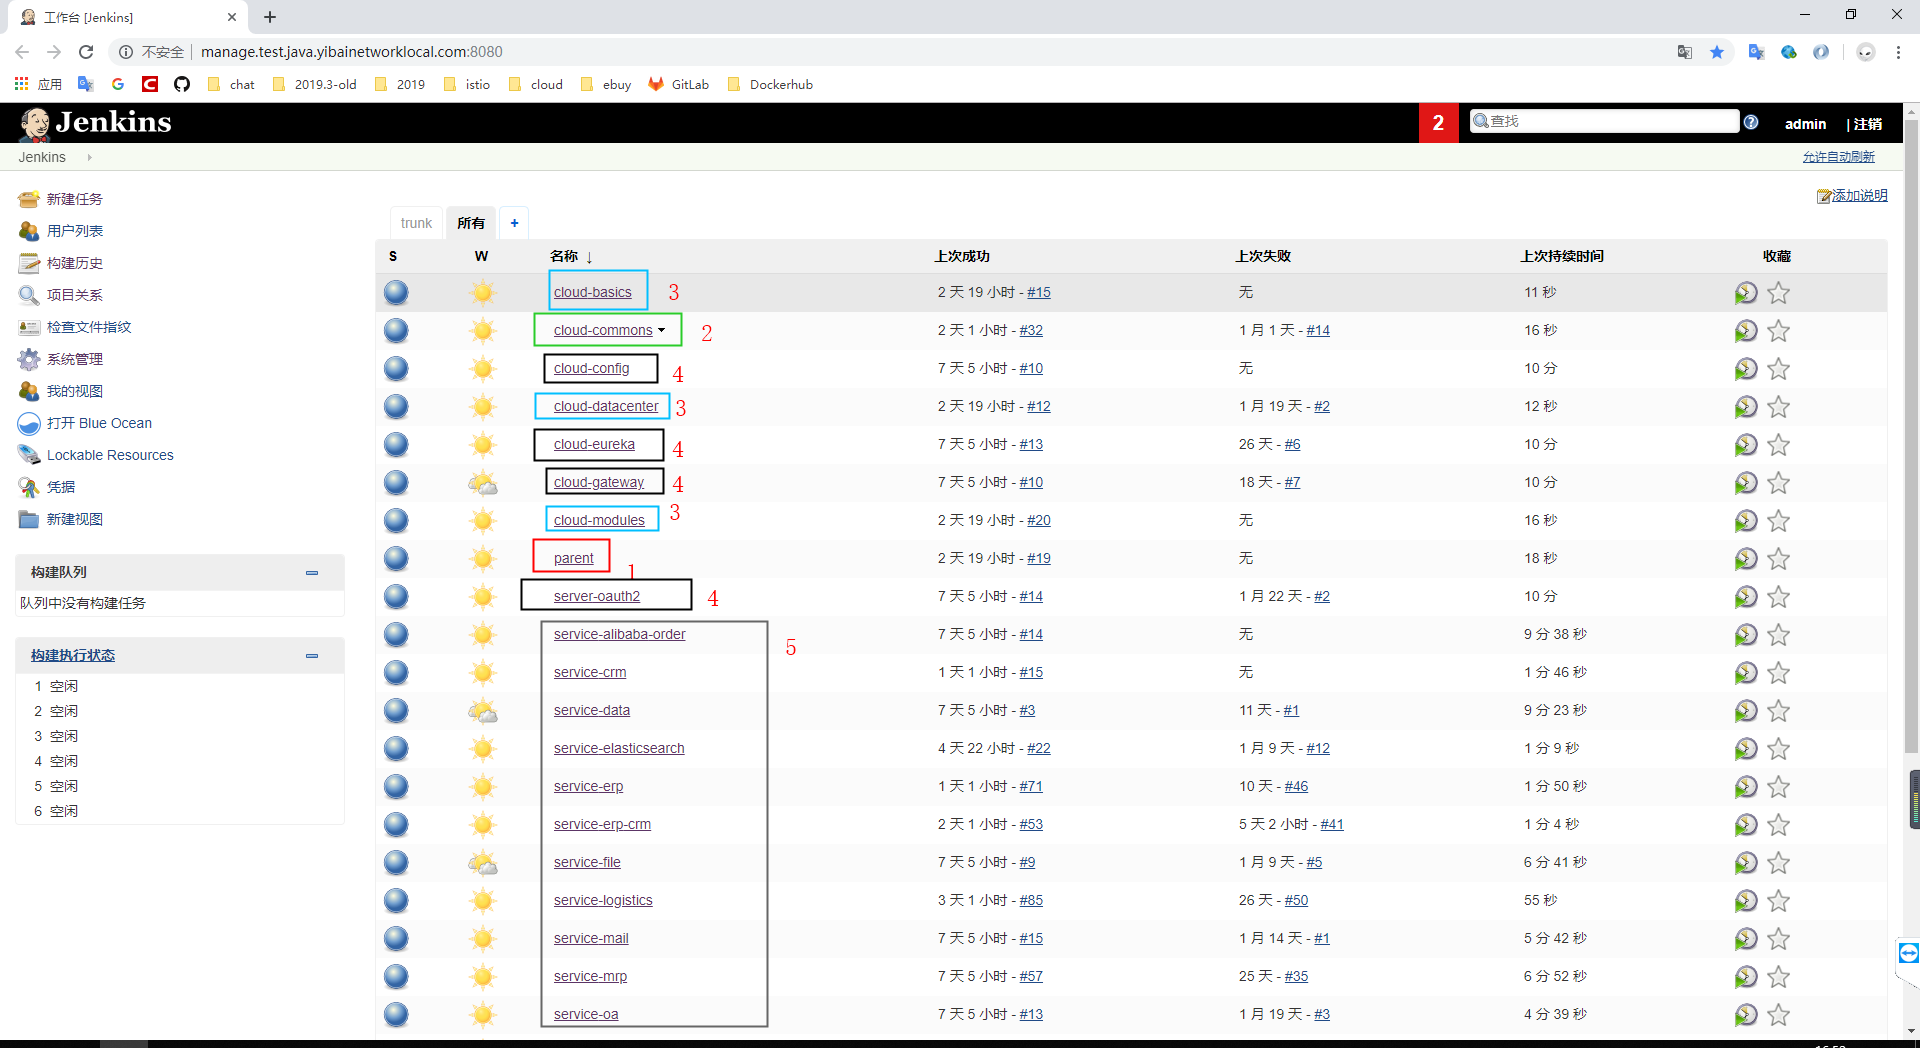 工作台 [Jenkins]
不安全 manage.test.java.yibainetworklocal.com:8080
应用 chat 2019.3-old 2019 istio cloud ebuy GitLab Dockerhub
Jenkins 2 查找 admin | 注销
Jenkins 允许自动刷新
添加说明
新建任务
用户列表
构建历史
项目关系
检查文件指纹
系统管理
我的视图
打开 Blue Ocean
Lockable Resources
凭据
新建视图
构建队列
队列中没有构建任务
构建执行状态
1 空闲
2 空闲
3 空闲
4 空闲
5 空闲
6 空闲
trunk 所有 +
S W 名称 ↓ 上次成功 上次失败 上次持续时间 收藏
cloud-basics 3 2 天 19 小时 - #15 无 11 秒
cloud-commons 2 2 天 1 小时 - #32 1 月 1 天 - #14 16 秒
cloud-config 4 7 天 5 小时 - #10 无 10 分
cloud-datacenter 3 2 天 19 小时 - #12 1 月 19 天 - #2 12 秒
cloud-eureka 4 7 天 5 小时 - #13 26 天 - #6 10 分
cloud-gateway 4 7 天 5 小时 - #10 18 天 - #7 10 分
cloud-modules 3 2 天 19 小时 - #20 无 16 秒
parent 1 2 天 19 小时 - #19 无 18 秒
server-oauth2 4 7 天 5 小时 - #14 1 月 22 天 - #2 10 分
service-alibaba-order 5 7 天 5 小时 - #14 无 9 分 38 秒
service-crm 1 天 1 小时 - #15 无 1 分 46 秒
service-data 7 天 5 小时 - #3 11 天 - #1 9 分 23 秒
service-elasticsearch 4 天 22 小时 - #22 1 月 9 天 - #12 1 分 9 秒
service-erp 1 天 1 小时 - #71 10 天 - #46 1 分 50 秒
service-erp-crm 2 天 1 小时 - #53 5 天 2 小时 - #41 1 分 4 秒
service-file 7 天 5 小时 - #9 1 月 9 天 - #5 6 分 41 秒
service-logistics 3 天 1 小时 - #85 26 天 - #50 55 秒
service-mail 7 天 5 小时 - #15 1 月 14 天 - #1 5 分 42 秒
service-mrp 7 天 5 小时 - #57 25 天 - #35 6 分 52 秒
service-oa 7 天 5 小时 - #13 1 月 19 天 - #3 4 分 39 秒